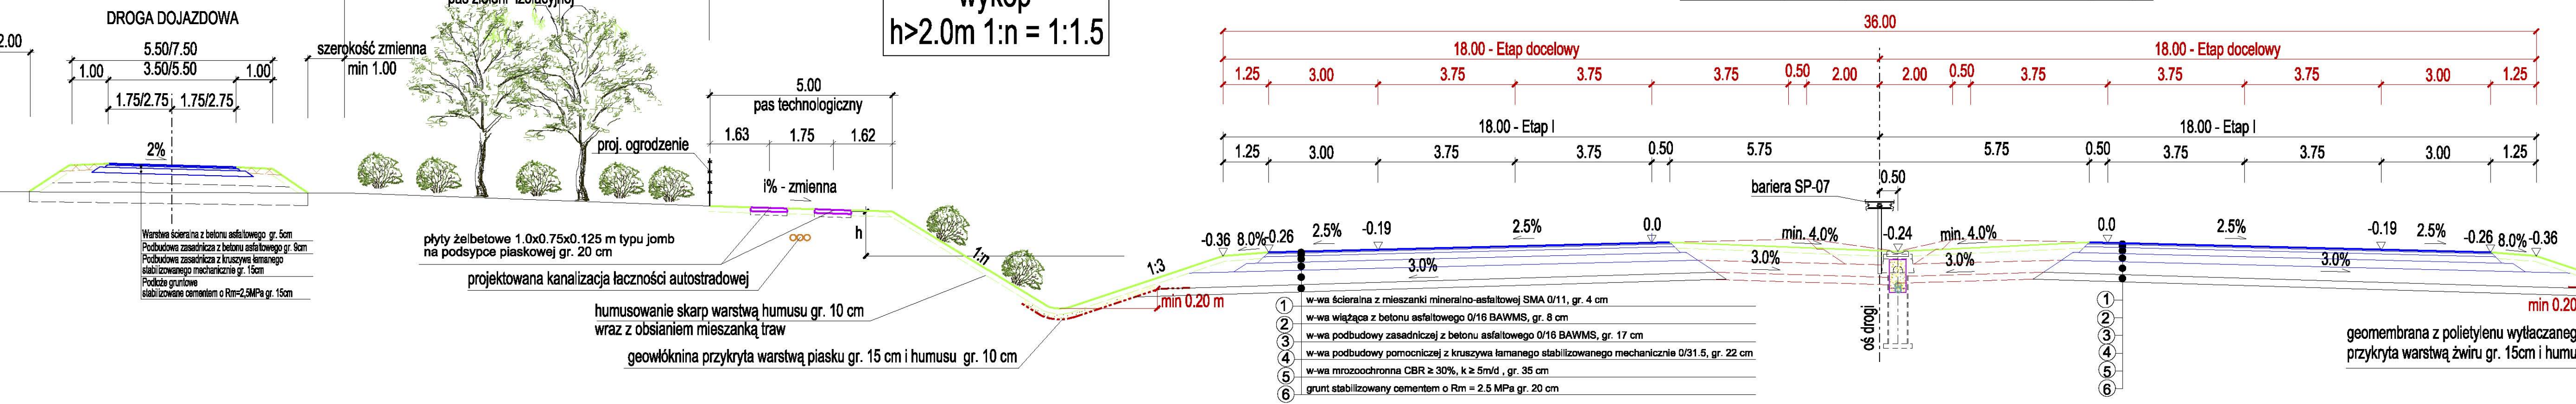 DROGA DOJAZDOWA
2.00
5.50/7.50
1.00
3.50/5.50
1.00
1.75/2.75
1.75/2.75
szerokość zmienna
min 1.00
2%
Warstwa ścieralna z betonu asfaltowego gr. 5cm
Podbudowa zasadnicza z betonu asfaltowego gr. 9cm
Podbudowa zasadnicza z kruszywa łamanego
stabilizowanego mechanicznie gr. 15cm
Podłoże gruntowe
stabilizowane cementem o Rm=2,5MPa gr. 15cm
pas zieleni izolacyjnej
wykop
h>2.0m 1:n = 1:1.5
5.00
pas technologiczny
1.63
1.75
1.62
proj. ogrodzenie
i% - zmienna
h
1:n
płyty żelbetowe 1.0x0.75x0.125 m typu jomb
na podsypce piaskowej gr. 20 cm
projektowana kanalizacja łaczności autostradowej
humusowanie skarp warstwą humusu gr. 10 cm
wraz z obsianiem mieszanką traw
geowłóknina przykryta warstwą piasku gr. 15 cm i humusu gr. 10 cm
1:3
min 0.20 m
36.00
18.00 - Etap docelowy
18.00 - Etap docelowy
1.25
3.00
3.75
3.75
3.75
0.50
2.00
2.00
0.50
3.75
3.75
3.75
3.00
1.25
18.00 - Etap I
18.00 - Etap I
1.25
3.00
3.75
3.75
0.50
5.75
5.75
0.50
3.75
3.75
3.00
1.25
bariera SP-07
0.50
-0.36
8.0%
-0.26
2.5%
-0.19
2.5%
0.0
min. 4.0%
-0.24
min. 4.0%
0.0
2.5%
-0.19
2.5%
-0.26
8.0%
-0.36
3.0%
3.0%
3.0%
3.0%
oś drogi
1 w-wa ścieralna z mieszanki mineralno-asfaltowej SMA 0/11, gr. 4 cm
2 w-wa wiążąca z betonu asfaltowego 0/16 BAWMS, gr. 8 cm
3 w-wa podbudowy zasadniczej z betonu asfaltowego 0/16 BAWMS, gr. 17 cm
4 w-wa podbudowy pomocniczej z kruszywa łamanego stabilizowanego mechanicznie 0/31.5, gr. 22 cm
5 w-wa mrozoochronna CBR ≥ 30%, k ≥ 5m/d , gr. 35 cm
6 grunt stabilizowany cementem o Rm = 2.5 MPa gr. 20 cm
1
2
3
4
5
6
min 0.20
geomembrana z polietylenu wytłaczaneg
przykryta warstwą żwiru gr. 15cm i humu